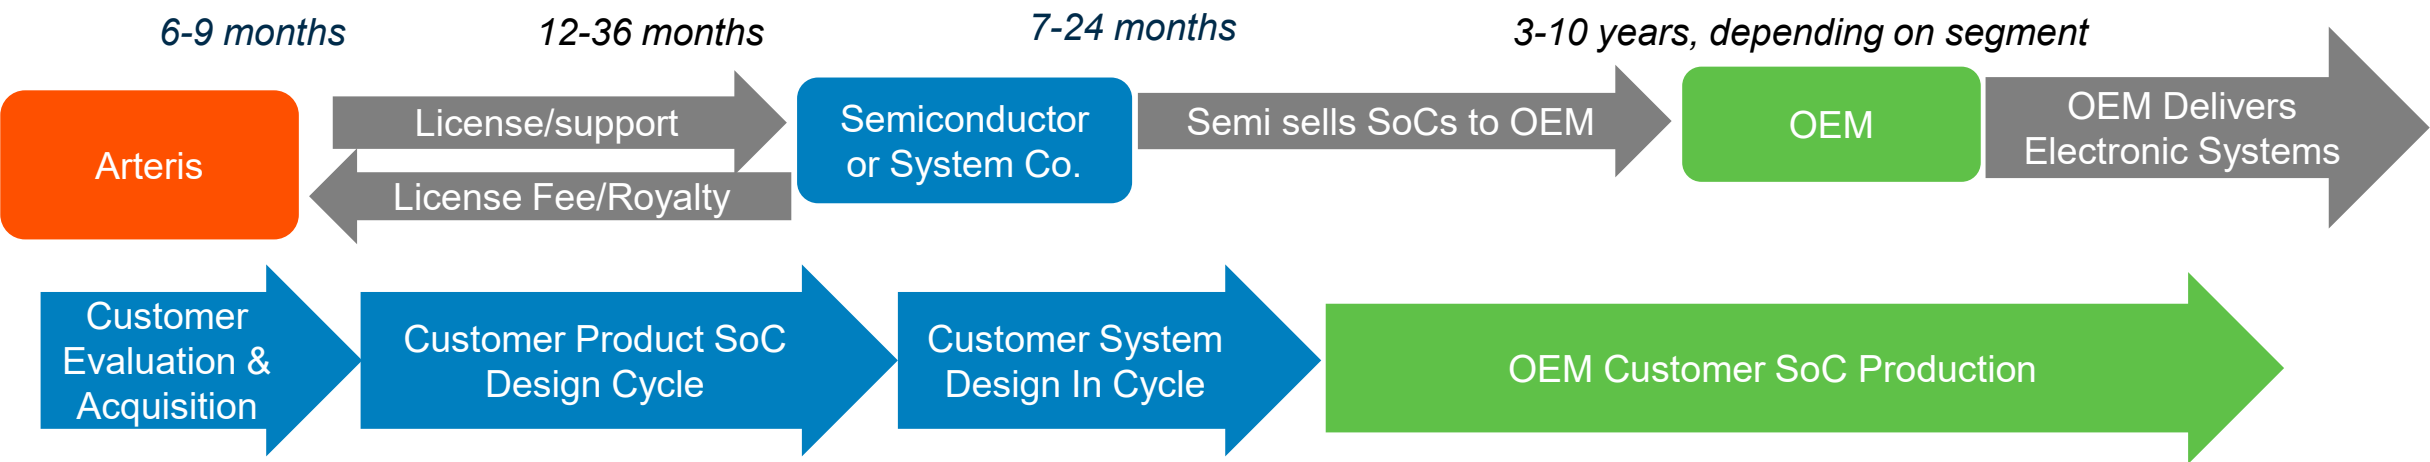 6-9 months
12-36 months
7-24 months
3-10 years, depending on segment
Arteris
License/support
License Fee/Royalty
Semiconductor
or System Co.
Semi sells SoCs to OEM
OEM
OEM Delivers
Electronic Systems
Customer
Evaluation &
Acquisition
Customer Product SoC
Design Cycle
Customer System
Design In Cycle
OEM Customer SoC Production